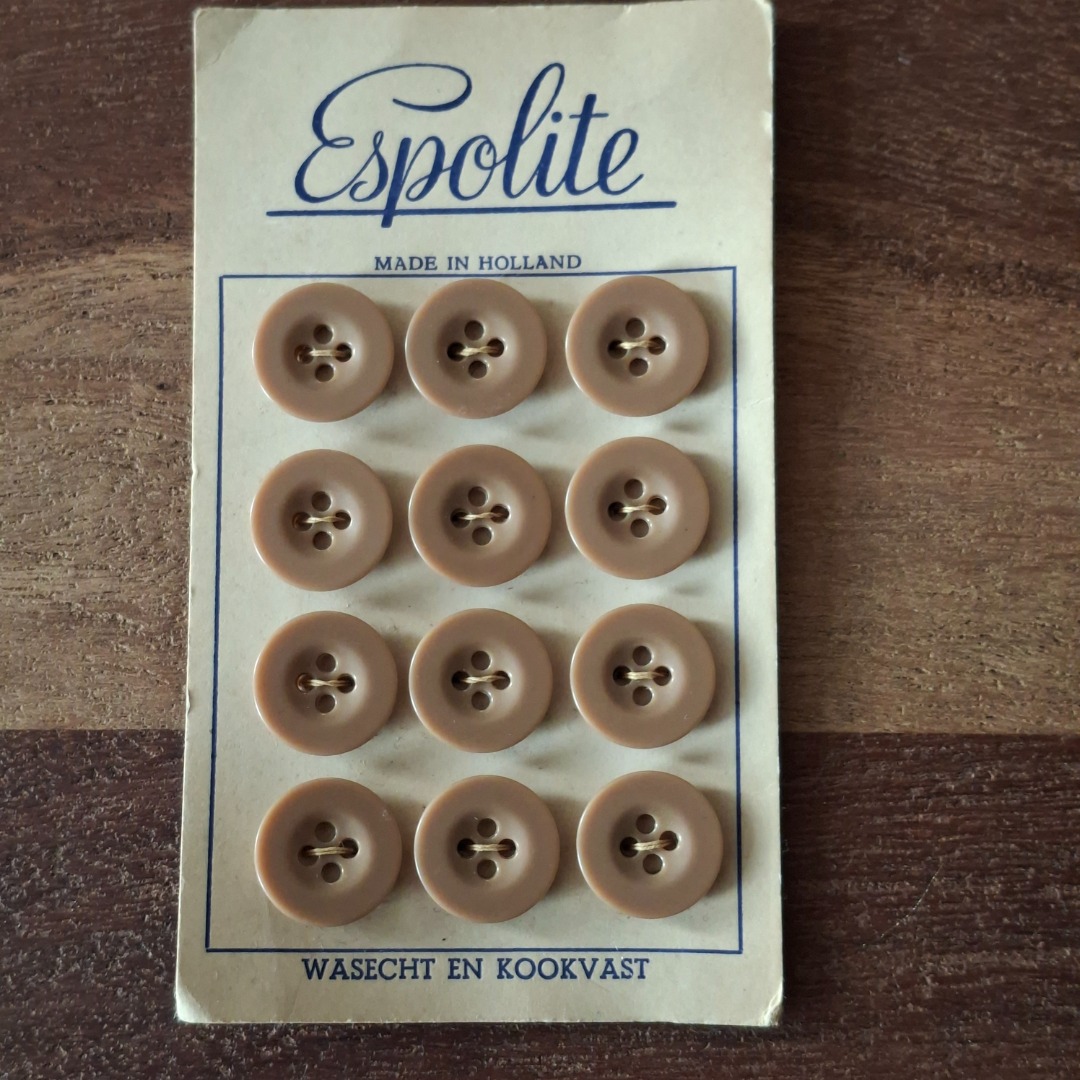 Espolite
MADE IN HOLLAND
WASECHT EN KOOKVAST